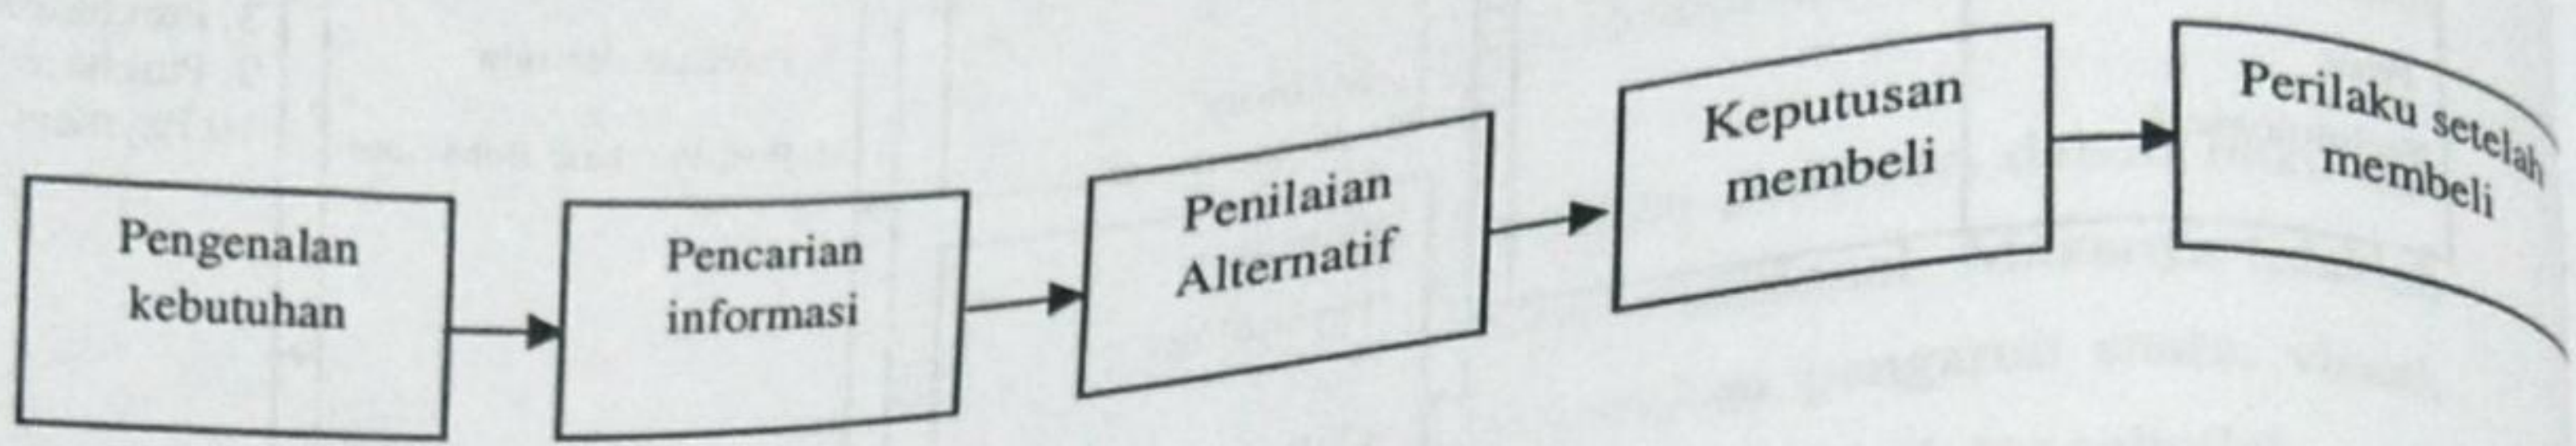 Pengenalan
kebutuhan
Pencarian
informasi
Penilaian
Alternatif
Keputusan
membeli
Perilaku setelah
membeli